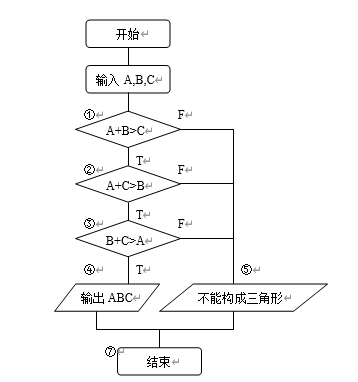 开始
输入 A,B,C
① F
A+B>C
T
② F
A+C>B
T
③ F
B+C>A
④ T ⑤
输出 ABC 不能构成三角形
⑦
结束